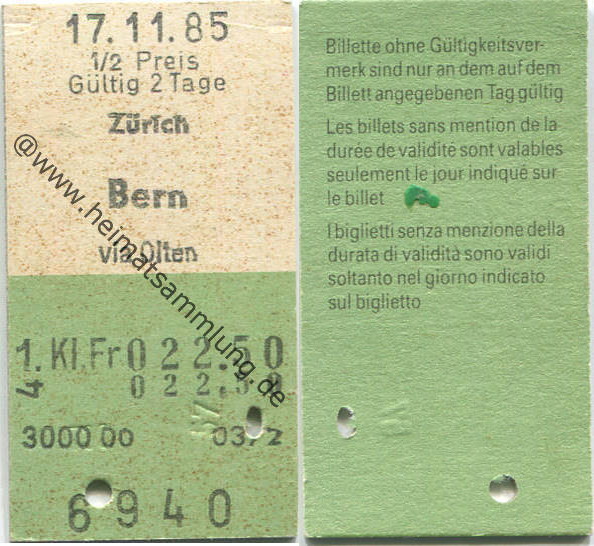 17.11.85
1/2 Preis
Gültig 2 Tage
Zürich
Bern
via Olten
1. Kl. Fr 022.50
4 022.50
3000 00 0372
6940
@www.heimatsammlung.de
Billette ohne Gültigkeitsver-
merk sind nur an dem auf dem
Billett angegebenen Tag gültig
Les billets sans mention de la
durée de validité sont valables
seulement le jour indiqué sur
le billet
I biglietti senza menzione della
durata di validità sono validi
soltanto nel giorno indicato
sul biglietto